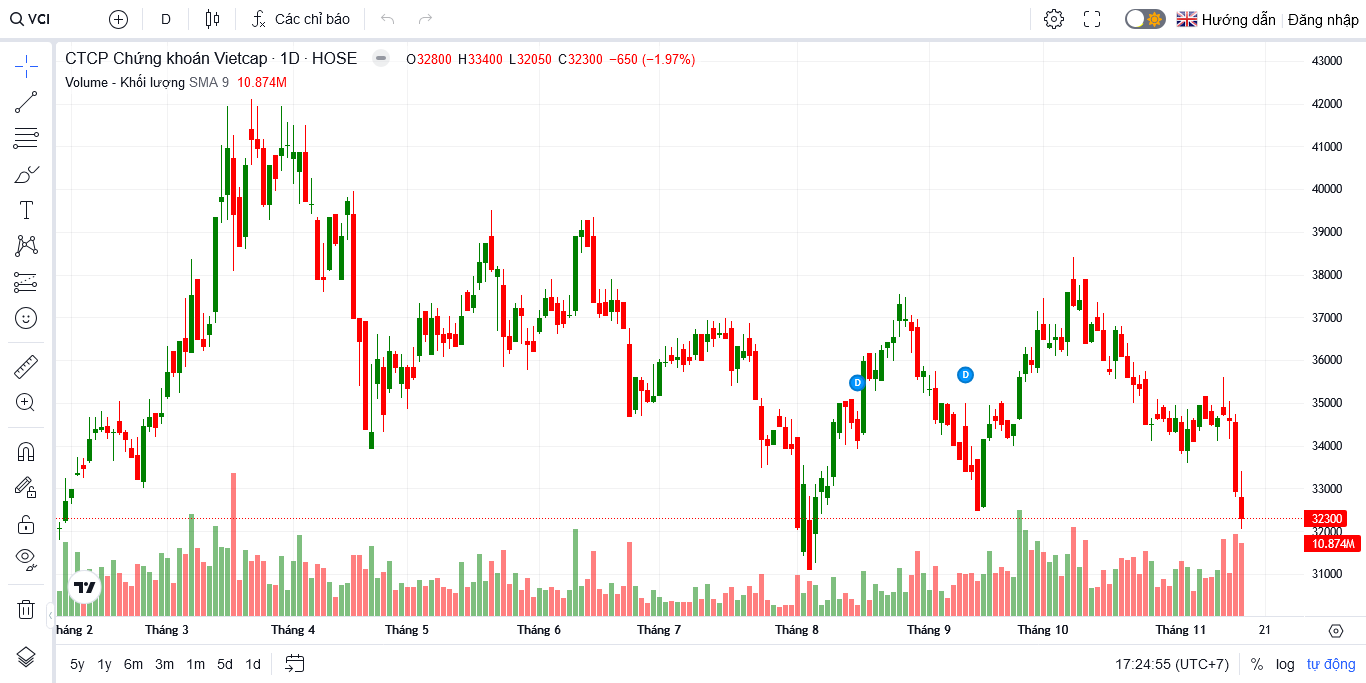 VCI D Các chỉ báo Hướng dẫn Đăng nhập
CTCP Chứng khoán Vietcap · 1D · HOSE O32800 H33400 L32050 C32300 −650 (−1.97%)
Volume - Khối lượng SMA 9 10.874M
43000
42000
41000
40000
39000
38000
37000
36000
D D
35000
34000
33000
32300
32000
10.874M
31000
háng 2 Tháng 3 Tháng 4 Tháng 5 Tháng 6 Tháng 7 Tháng 8 Tháng 9 Tháng 10 Tháng 11 21
5y 1y 6m 3m 1m 5d 1d 17:24:55 (UTC+7) % log tự động